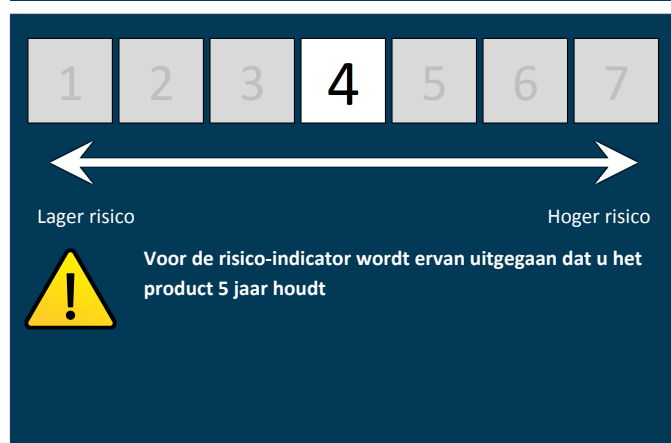 1 2 3 4 5 6 7
Lager risico Hoger risico
Voor de risico-indicator wordt ervan uitgegaan dat u het
product 5 jaar houdt